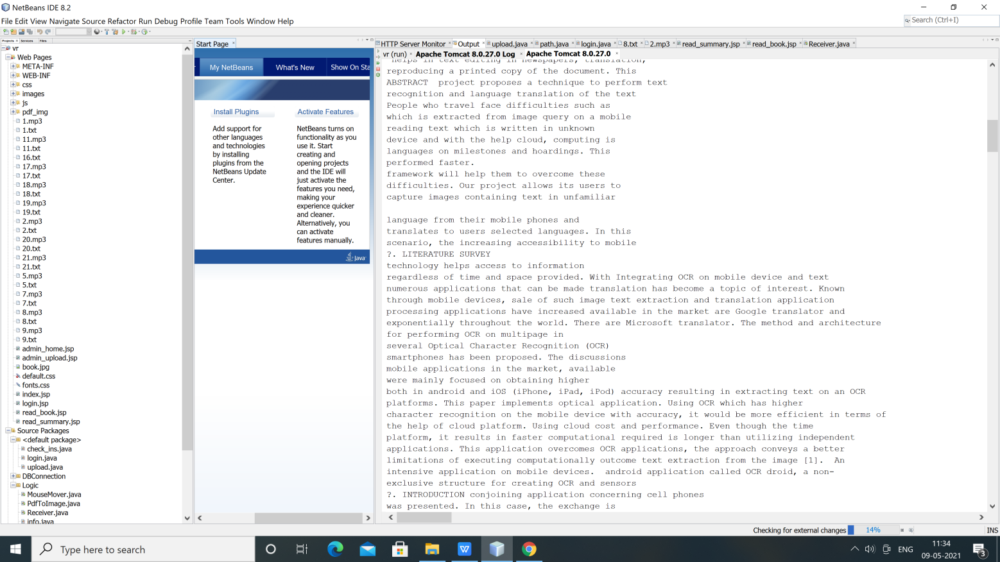 NetBeans IDE 8.2
File Edit View Navigate Source Refactor Run Debug Profile Team Tools Window Help
Search (Ctrl+I)
Projects
Services
Files
vr
Web Pages
META-INF
WEB-INF
css
images
js
pdf_img
1.mp3
1.txt
11.mp3
11.txt
16.txt
17.mp3
17.txt
18.mp3
18.txt
19.mp3
19.txt
2.mp3
2.txt
20.mp3
20.txt
21.mp3
21.txt
5.mp3
5.txt
7.mp3
7.txt
8.mp3
8.txt
9.mp3
9.txt
admin_home.jsp
admin_upload.jsp
book.jpg
default.css
fonts.css
index.jsp
login.jsp
read_book.jsp
read_summary.jsp
Source Packages
<default package>
check_ins.java
login.java
upload.java
DBConnection
Logic
MouseMover.java
PdfToImage.java
Receiver.java
info.java
Start Page
My NetBeans
What's New
Show On Sta
Install Plugins
Add support for
other languages
and technologies
by installing
plugins from the
NetBeans Update
Center.
Activate Features
NetBeans turns on
functionality as you
use it. Start
creating and
opening projects
and the IDE will
just activate the
features you need,
making your
experience quicker
and cleaner.
Alternatively, you
can activate
features manually.
Java
HTTP Server Monitor Output upload.java path.java login.java 8.txt 2.mp3 read_summary.jsp read_book.jsp Receiver.java
vr (run) Apache Tomcat 8.0.27.0 Log Apache Tomcat 8.0.27.0
helps in text editing in newspapers, translation,
reproducing a printed copy of the document. This
ABSTRACT  project proposes a technique to perform text
recognition and language translation of the text
People who travel face difficulties such as
which is extracted from image query on a mobile
reading text which is written in unknown
device and with the help cloud, computing is
languages on milestones and hoardings. This
performed faster.
framework will help them to overcome these
difficulties. Our project allows its users to
capture images containing text in unfamiliar
language from their mobile phones and
translates to users selected languages. In this
scenario, the increasing accessibility to mobile
?. LITERATURE SURVEY
technology helps access to information
regardless of time and space provided. With Integrating OCR on mobile device and text
numerous applications that can be made translation has become a topic of interest. Known
through mobile devices, sale of such image text extraction and translation application
processing applications have increased available in the market are Google translator and
exponentially throughout the world. There are Microsoft translator. The method and architecture
for performing OCR on multipage in
several Optical Character Recognition (OCR)
smartphones has been proposed. The discussions
mobile applications in the market, available
were mainly focused on obtaining higher
both in android and iOS (iPhone, iPad, iPod) accuracy resulting in extracting text on an OCR
platforms. This paper implements optical application. Using OCR which has higher
character recognition on the mobile device with accuracy, it would be more efficient in terms of
the help of cloud platform. Using cloud cost and performance. Even though the time
platform, it results in faster computational required is longer than utilizing independent
applications. This application overcomes OCR applications, the approach conveys a better
limitations of executing computationally outcome text extraction from the image [1].  An
intensive application on mobile devices.  android application called OCR droid, a non-
exclusive structure for creating OCR and sensors
?. INTRODUCTION conjoining application concerning cell phones
was presented. In this case, the exchange is
Checking for external changes 14%
INS
Type here to search
ENG
11:34
09-05-2021
3